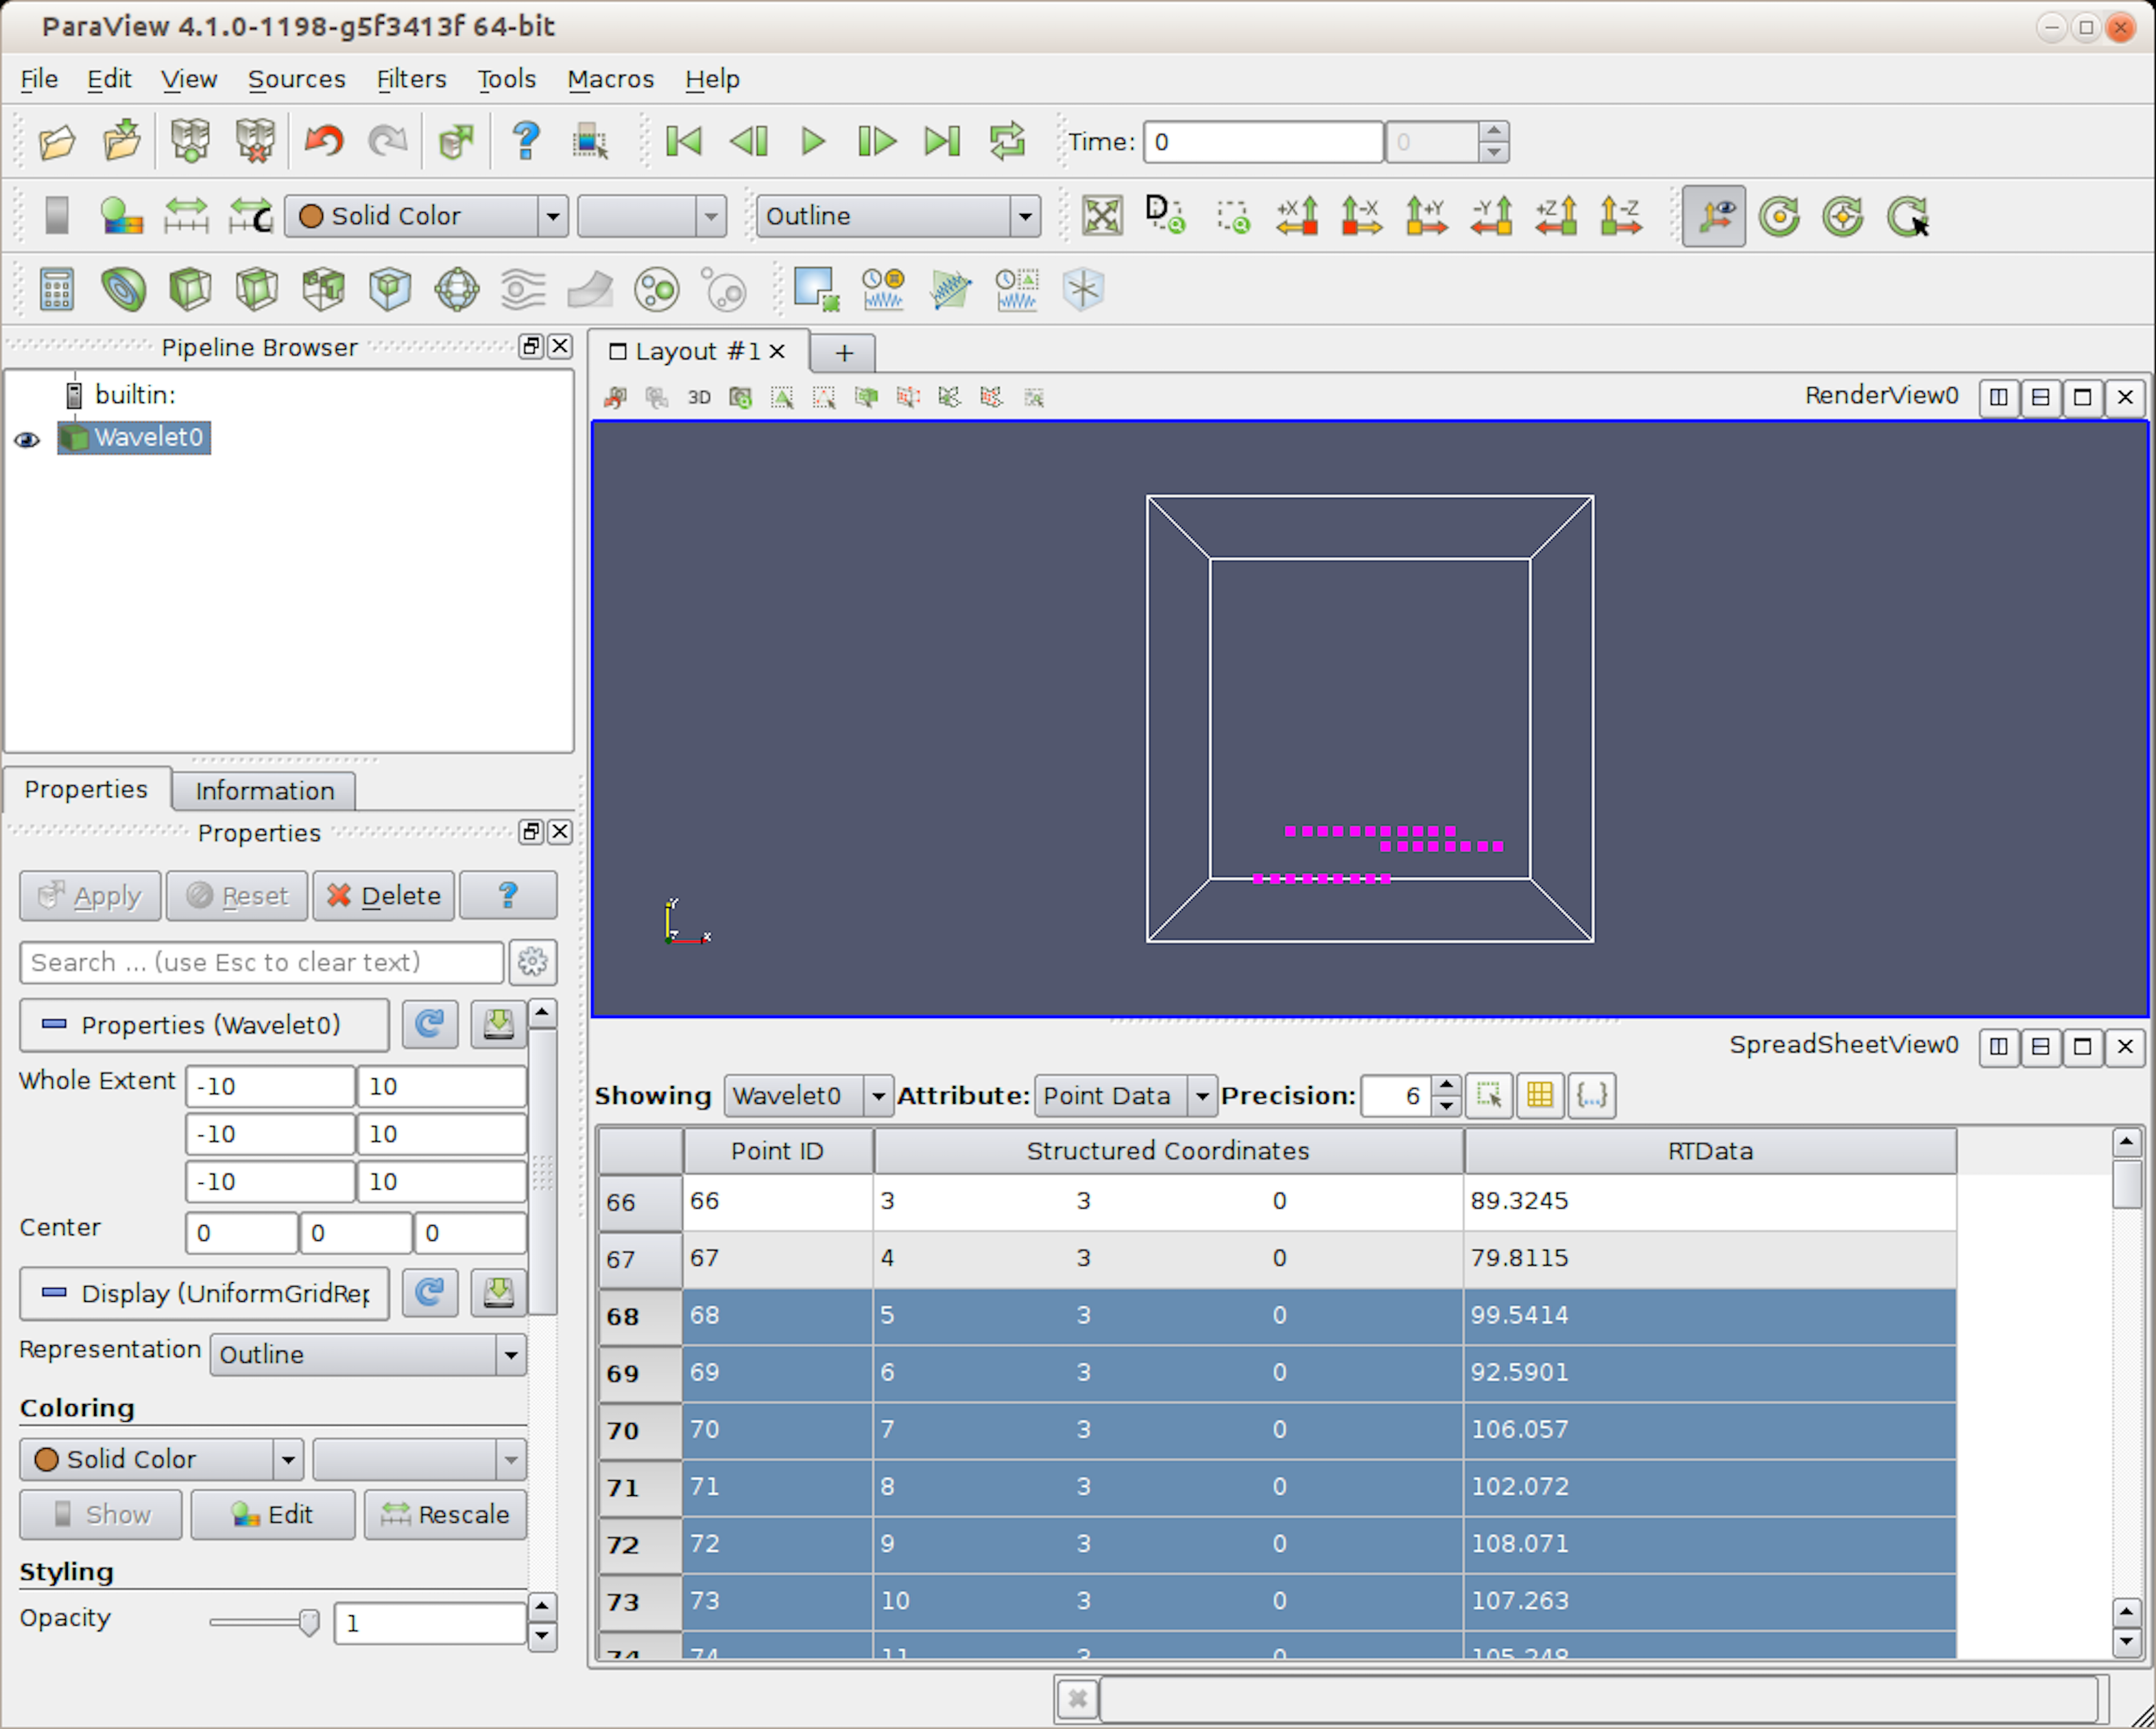 ParaView 4.1.0-1198-g5f3413f 64-bit
File Edit View Sources Filters Tools Macros Help
Time: 0 0
Solid Color Outline D +X -X +Y -Y +Z -Z
Pipeline Browser
builtin:
Wavelet0
Properties Information
Properties
Apply Reset Delete ?
Search ... (use Esc to clear text)
Properties (Wavelet0)
Whole Extent -10 10
-10 10
-10 10
Center 0 0 0
Display (UniformGridRep
Representation Outline
Coloring
Solid Color
Show Edit Rescale
Styling
Opacity 1
Layout #1 +
3D RenderView0
Y
Z X
SpreadSheetView0
Showing Wavelet0 Attribute: Point Data Precision: 6 {...}
Point ID Structured Coordinates RTData
66 66 3 3 0 89.3245
67 67 4 3 0 79.8115
68 68 5 3 0 99.5414
69 69 6 3 0 92.5901
70 70 7 3 0 106.057
71 71 8 3 0 102.072
72 72 9 3 0 108.071
73 73 10 3 0 107.263
74 74 11 3 0 105.248